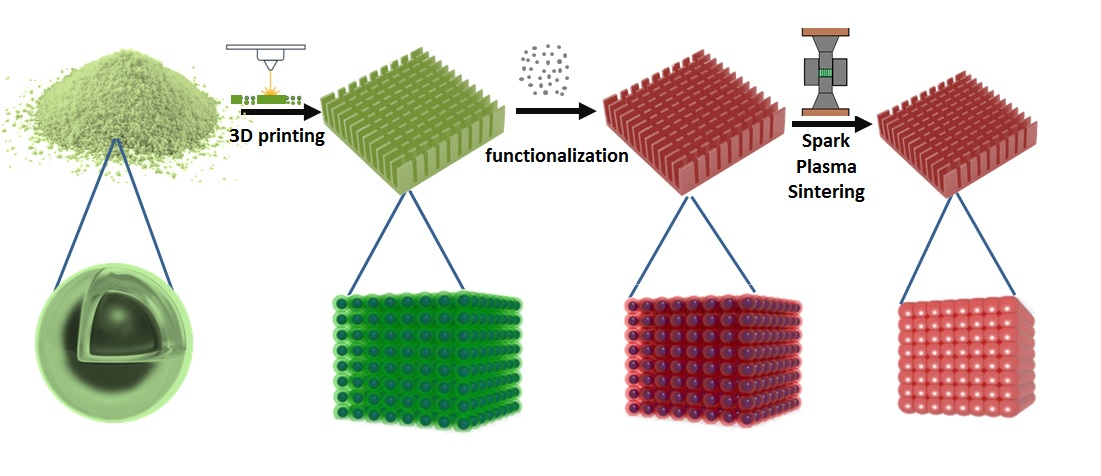 3D printing
functionalization
Spark
Plasma
Sintering